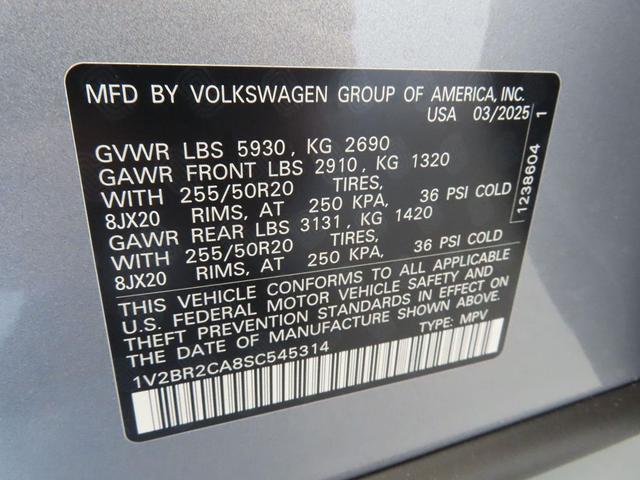 MFD BY VOLKSWAGEN GROUP OF AMERICA, INC.
USA 03/2025
GVWR LBS 5930, KG 2690
GAWR FRONT LBS 2910, KG 1320
WITH 255/50R20 TIRES,
8JX20 RIMS, AT 250 KPA, 36 PSI COLD
GAWR REAR LBS 3131, KG 1420
WITH 255/50R20 TIRES,
8JX20 RIMS, AT 250 KPA, 36 PSI COLD
THIS VEHICLE CONFORMS TO ALL APPLICABLE
U.S. FEDERAL MOTOR VEHICLE SAFETY AND
THEFT PREVENTION STANDARDS IN EFFECT ON
THE DATE OF MANUFACTURE SHOWN ABOVE.
1V2BR2CA8SC545314 TYPE: MPV
1238604 1